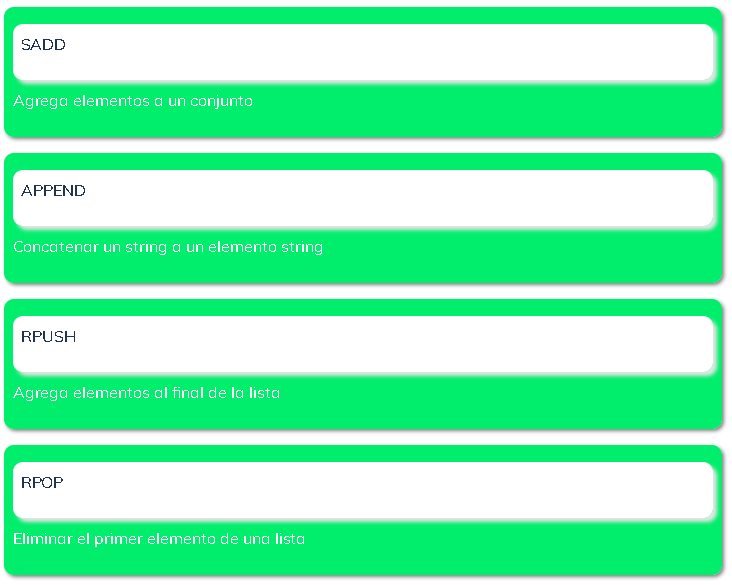 SADD
Agrega elementos a un conjunto
APPEND
Concatenar un string a un elemento string
RPUSH
Agrega elementos al final de la lista
RPOP
Eliminar el primer elemento de una lista